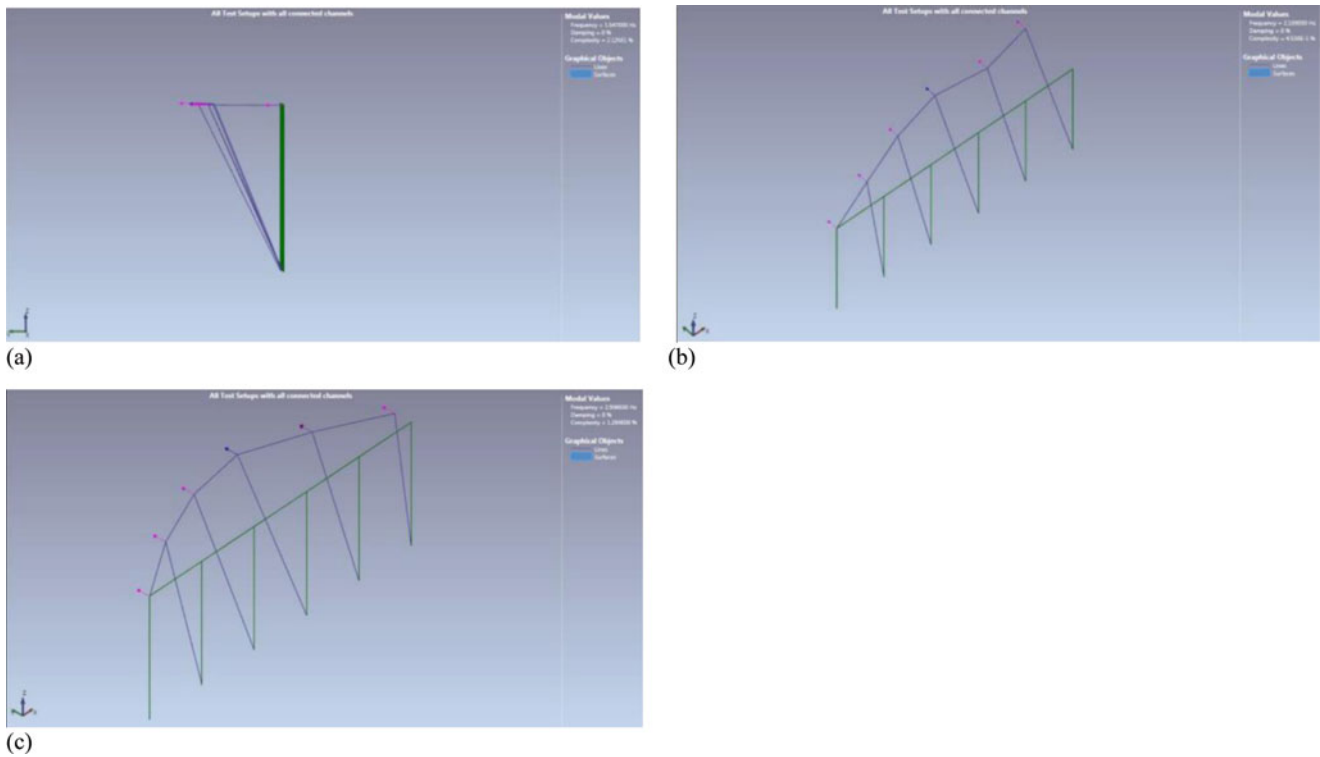 All Test Setups with all connected channels
Modal Values
Damping = 0 %
Graphical Objects
Lines
Surfaces
(a)
All Test Setups with all connected channels
Modal Values
Damping = 0 %
Graphical Objects
Lines
Surfaces
(b)
All Test Setups with all connected channels
Modal Values
Damping = 0 %
Graphical Objects
Lines
Surfaces
(c)